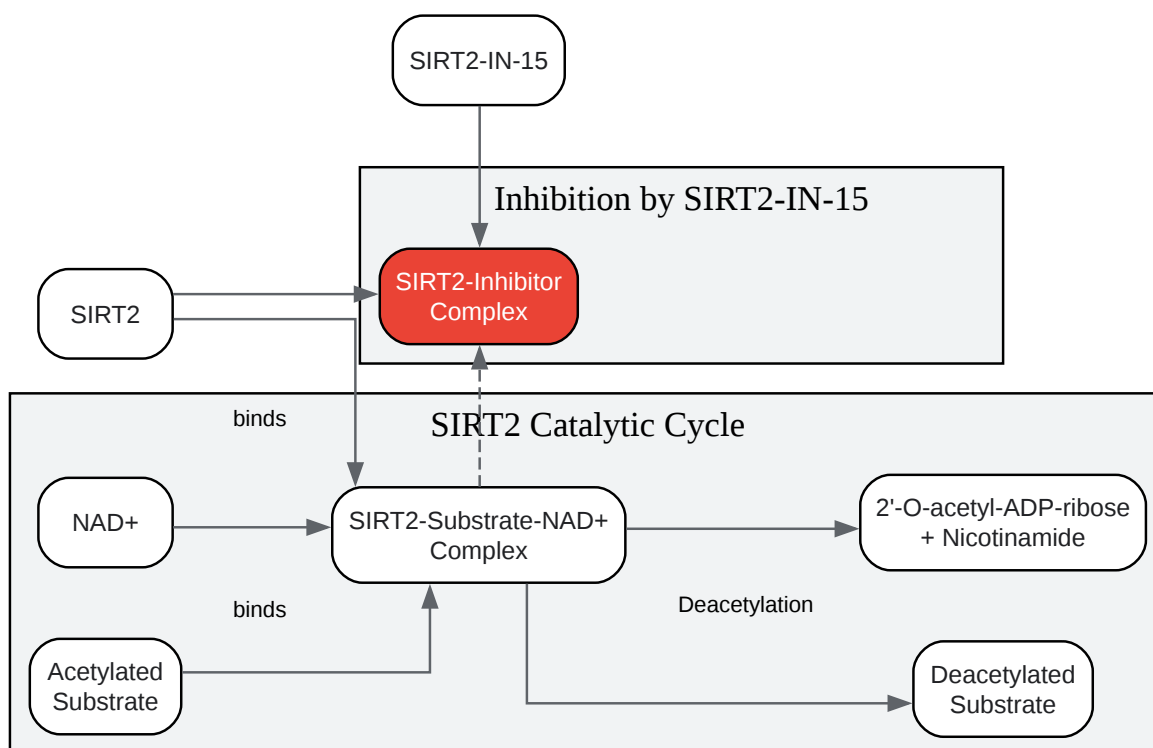 SIRT2-IN-15
Inhibition by SIRT2-IN-15
SIRT2-Inhibitor
Complex
SIRT2
binds
SIRT2 Catalytic Cycle
NAD+
SIRT2-Substrate-NAD+
Complex
2'-O-acetyl-ADP-ribose
+ Nicotinamide
binds
Deacetylation
Acetylated
Substrate
Deacetylated
Substrate